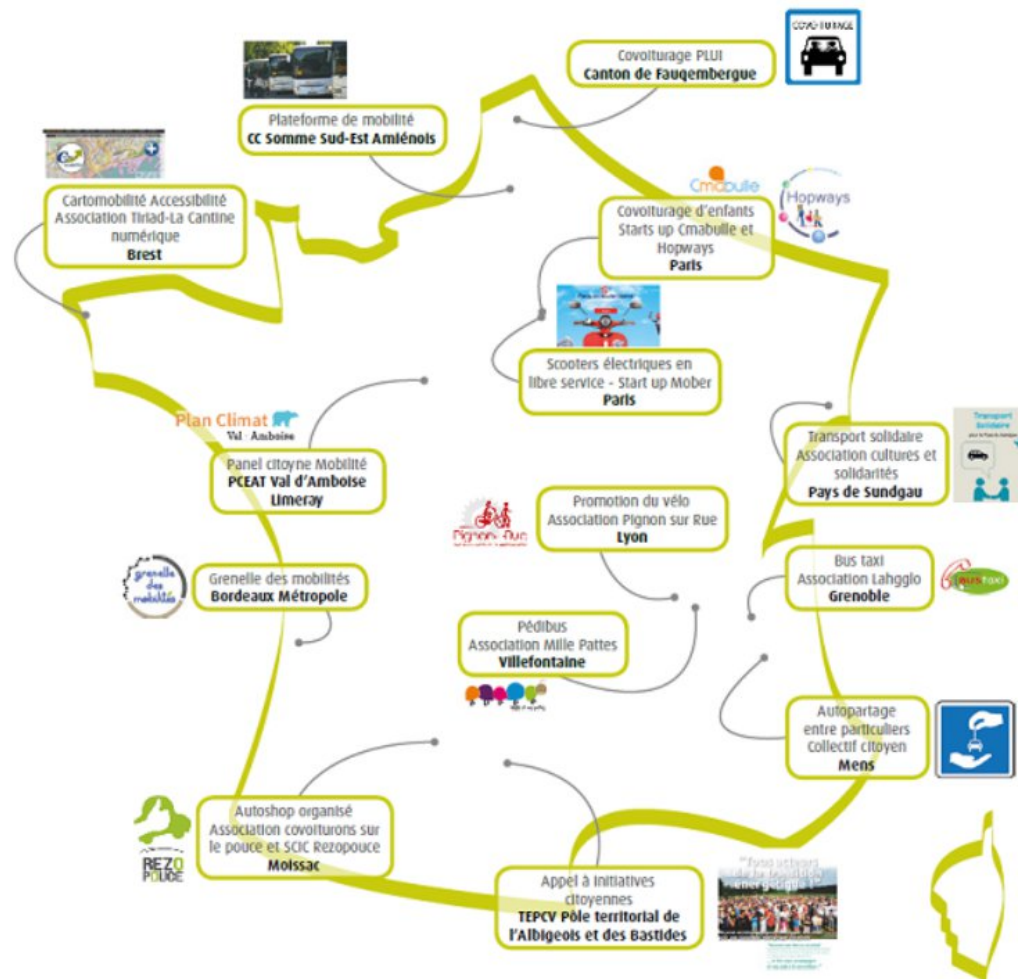 COVOITURAGE
Covoiturage PLUI
Canton de Fauqembergue
Plateforme de mobilité
CC Somme Sud-Est Amiénois
Cartomobilité Accessibilité
Association Tiriad-La Cantine
numérique
Brest
Cmabulle
Hopways
Covoiturage d'enfants
Starts up Cmabulle et
Hopways
Paris
Scooters électriques en
libre service - Start up Mober
Paris
Plan Climat
Val - Amboise
Panel citoyne Mobilité
PCEAT Val d'Amboise
Limeray
Transport solidaire
Association cultures et
solidarités
Pays de Sundgau
Transport
Solidaire
Promotion du vélo
Association Pignon sur Rue
Lyon
grenelle
des
mobilités
Grenelle des mobilités
Bordeaux Métropole
Bus taxi
Association Lahgglo
Grenoble
BUS taxi
Pédibus
Association Mille Pattes
Villefontaine
Autopartage
entre particuliers
Collectif citoyen
Mens
REZO
POUCE
Autoshop organisé
Association covoiturons sur
le pouce et SCIC Rezopouce
Moissac
Appel à initiatives
citoyennes
TEPCV Pôle territorial de
l'Albigeois et des Bastides
"Tous acteurs
de la transition
énergétique !"